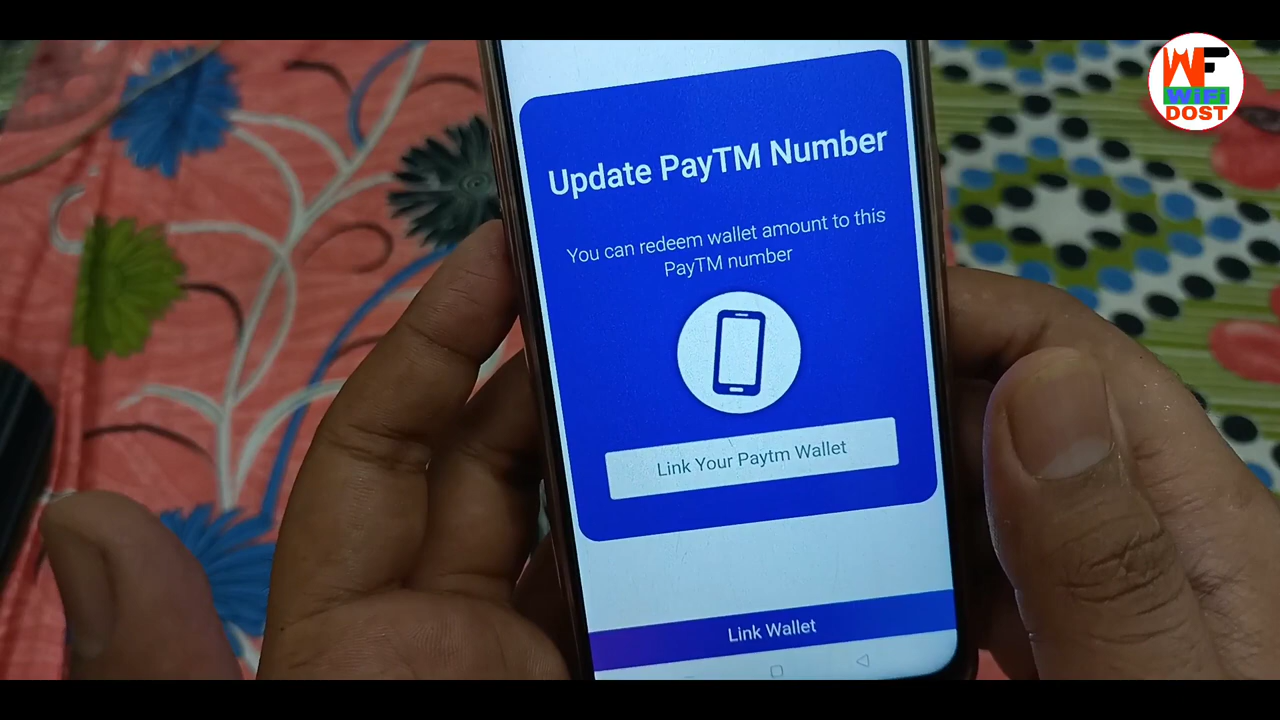 WF
WiFi
DOST
Update PayTM Number
You can redeem wallet amount to this
PayTM number
Link Your Paytm Wallet
Link Wallet